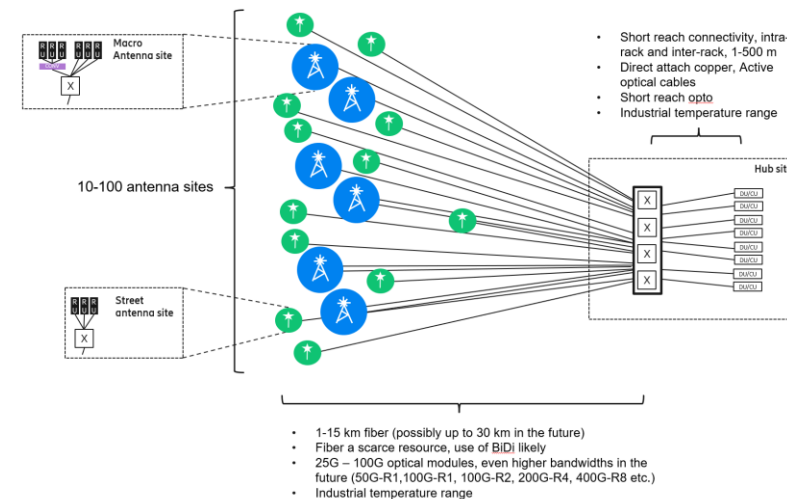 Macro
Antenna site
R R R R R R
U U U U U U
X
10-100 antenna sites
Street
antenna site
R R R
U U U
X
• Short reach connectivity, intra-
rack and inter-rack, 1-500 m
• Direct attach copper, Active
optical cables
• Short reach opto
• Industrial temperature range
Hub sit
X
X
X
X
DU/CU
DU/CU
DU/CU
DU/CU
DU/CU
DU/CU
DU/CU
DU/CU
• 1-15 km fiber (possibly up to 30 km in the future)
• Fiber a scarce resource, use of BiDi likely
• 25G – 100G optical modules, even higher bandwidths in the
future (50G-R1,100G-R1, 100G-R2, 200G-R4, 400G-R8 etc.)
• Industrial temperature range